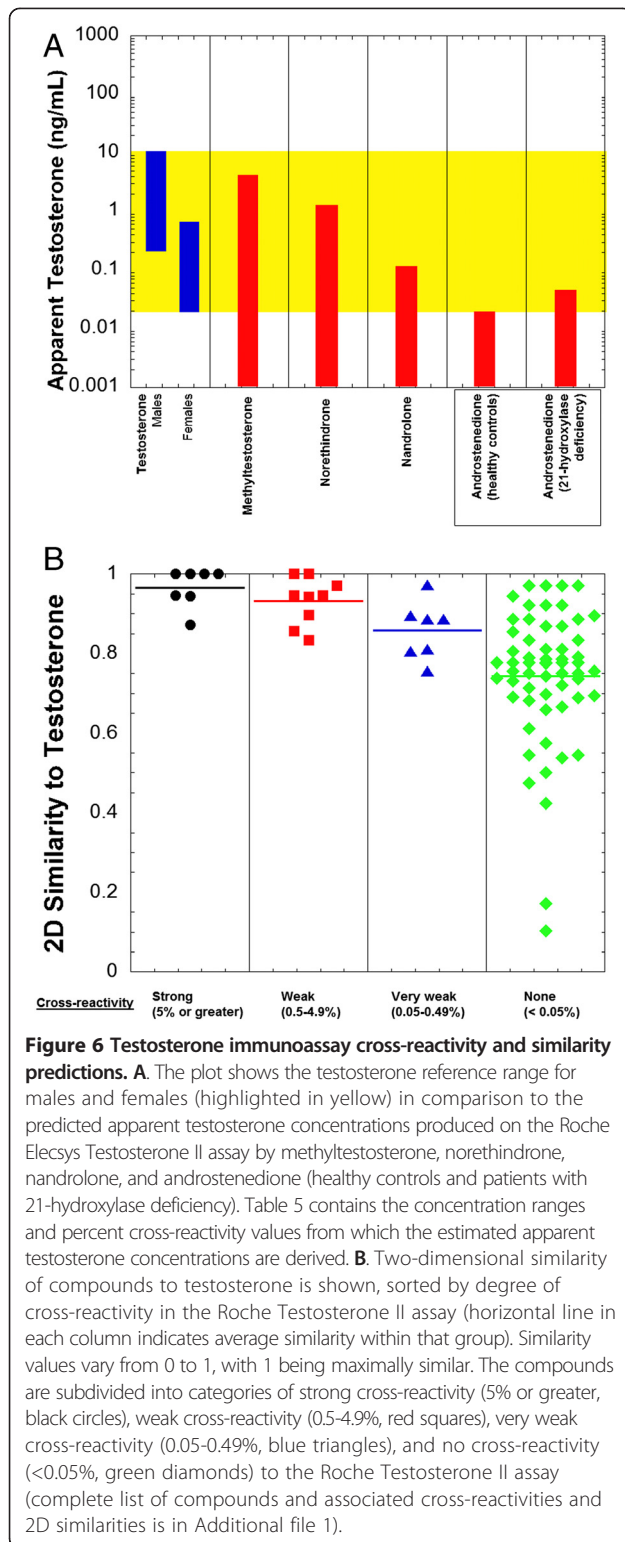 A
Apparent Testosterone (ng/mL)
1000
100
10
1
0.1
0.01
0.001
Testosterone
Males
Females
Methyltestosterone
Norethindrone
Nandrolone
Androstenedione
(healthy controls)
Androstenedione
(21-hydroxylase
deficiency)
B
2D Similarity to Testosterone
1
0.8
0.6
0.4
0.2
0
Cross-reactivity
Strong
(5% or greater)
Weak
(0.5-4.9%)
Very weak
(0.05-0.49%)
None
(< 0.05%)
Figure 6 Testosterone immunoassay cross-reactivity and similarity
predictions. A. The plot shows the testosterone reference range for
males and females (highlighted in yellow) in comparison to the
predicted apparent testosterone concentrations produced on the Roche
Elecsys Testosterone II assay by methyltestosterone, norethindrone,
nandrolone, and androstenedione (healthy controls and patients with
21-hydroxylase deficiency). Table 5 contains the concentration ranges
and percent cross-reactivity values from which the estimated apparent
testosterone concentrations are derived. B. Two-dimensional similarity
of compounds to testosterone is shown, sorted by degree of
cross-reactivity in the Roche Testosterone II assay (horizontal line in
each column indicates average similarity within that group). Similarity
values vary from 0 to 1, with 1 being maximally similar. The compounds
are subdivided into categories of strong cross-reactivity (5% or greater,
black circles), weak cross-reactivity (0.5-4.9%, red squares), very weak
cross-reactivity (0.05-0.49%, blue triangles), and no cross-reactivity
(<0.05%, green diamonds) to the Roche Testosterone II assay
(complete list of compounds and associated cross-reactivities and
2D similarities is in Additional file 1).